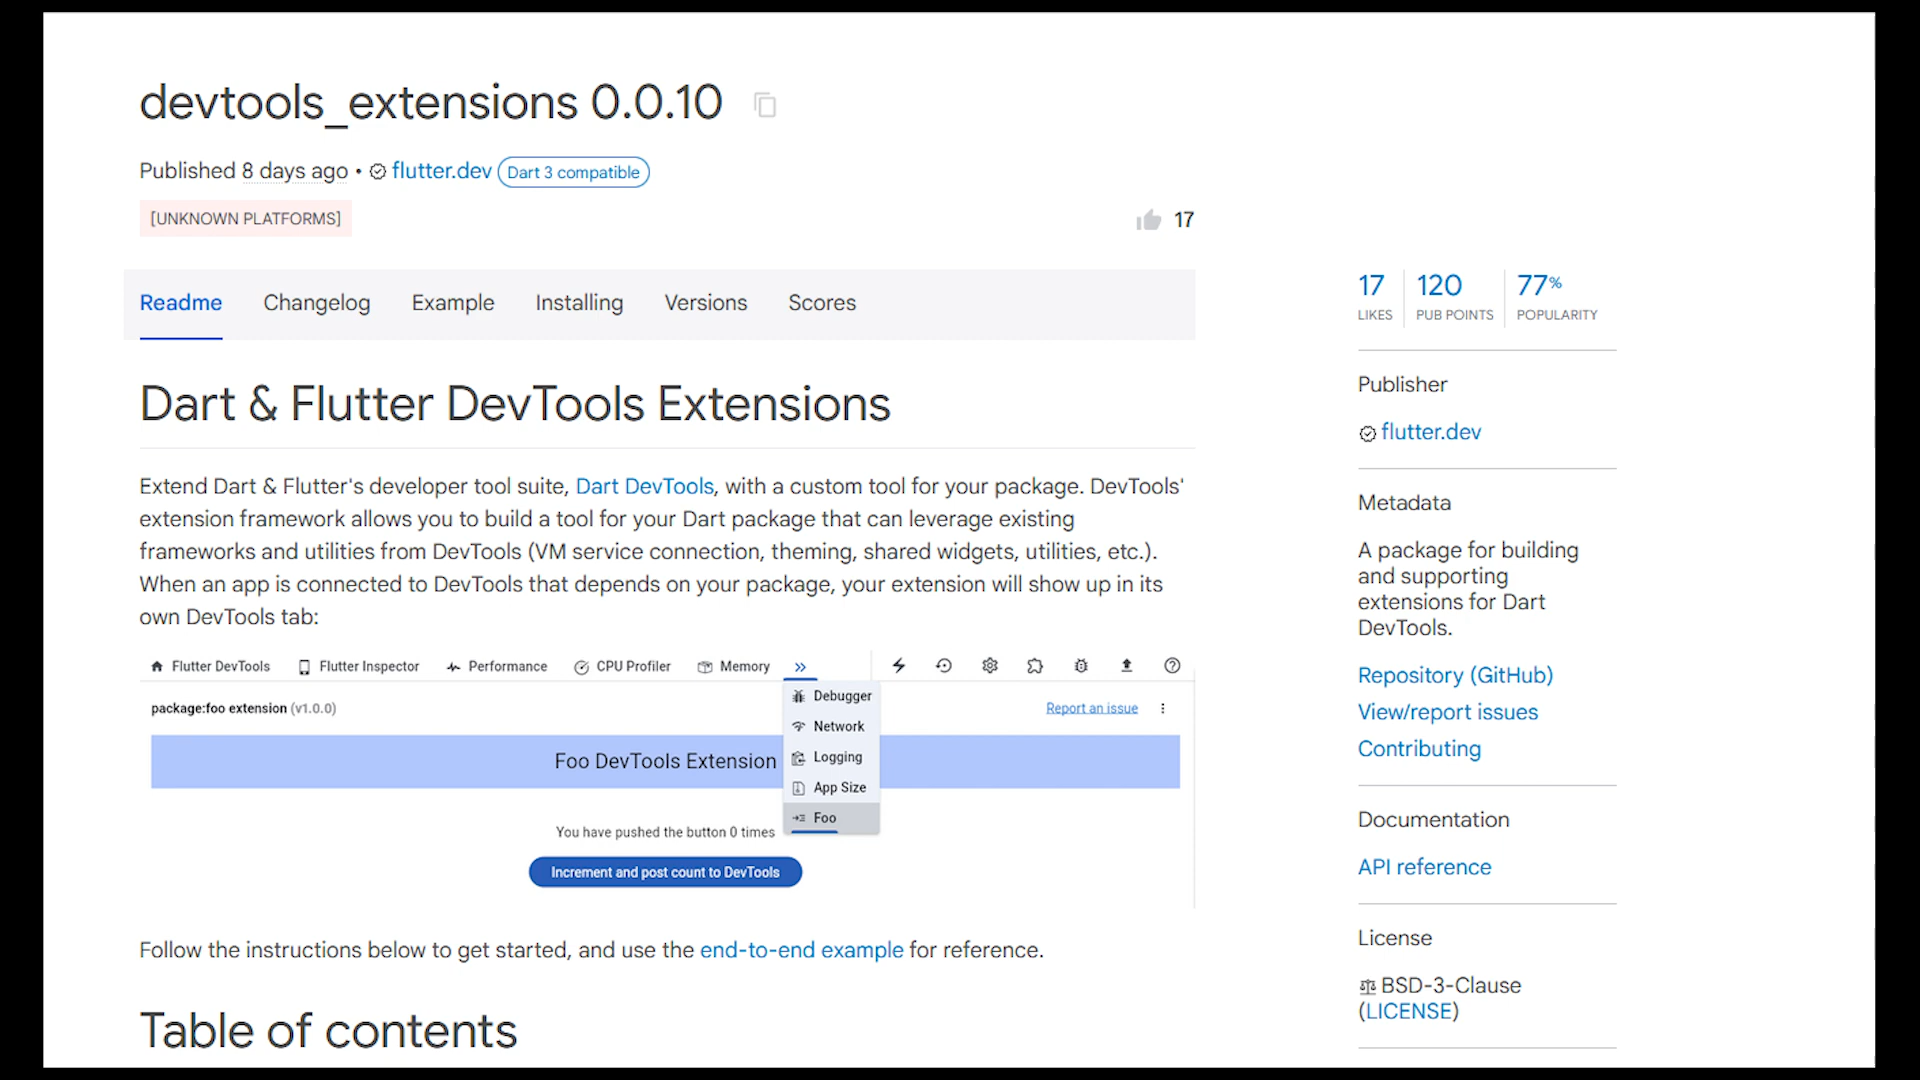 devtools_extensions 0.0.10
Published 8 days ago • flutter.dev Dart 3 compatible
[UNKNOWN PLATFORMS]
17
Readme Changelog Example Installing Versions Scores
Dart & Flutter DevTools Extensions
Extend Dart & Flutter's developer tool suite, Dart DevTools, with a custom tool for your package. DevTools'
extension framework allows you to build a tool for your Dart package that can leverage existing
frameworks and utilities from DevTools (VM service connection, theming, shared widgets, utilities, etc.).
When an app is connected to DevTools that depends on your package, your extension will show up in its
own DevTools tab:
Flutter DevTools Flutter Inspector Performance CPU Profiler Memory
package:foo extension (v1.0.0)
Report an issue
Debugger
Network
Logging
App Size
Foo
Foo DevTools Extension
You have pushed the button 0 times
Increment and post count to DevTools
Follow the instructions below to get started, and use the end-to-end example for reference.
Table of contents
17 120 77%
LIKES PUB POINTS POPULARITY
Publisher
flutter.dev
Metadata
A package for building
and supporting
extensions for Dart
DevTools.
Repository (GitHub)
View/report issues
Contributing
Documentation
API reference
License
BSD-3-Clause
(LICENSE)